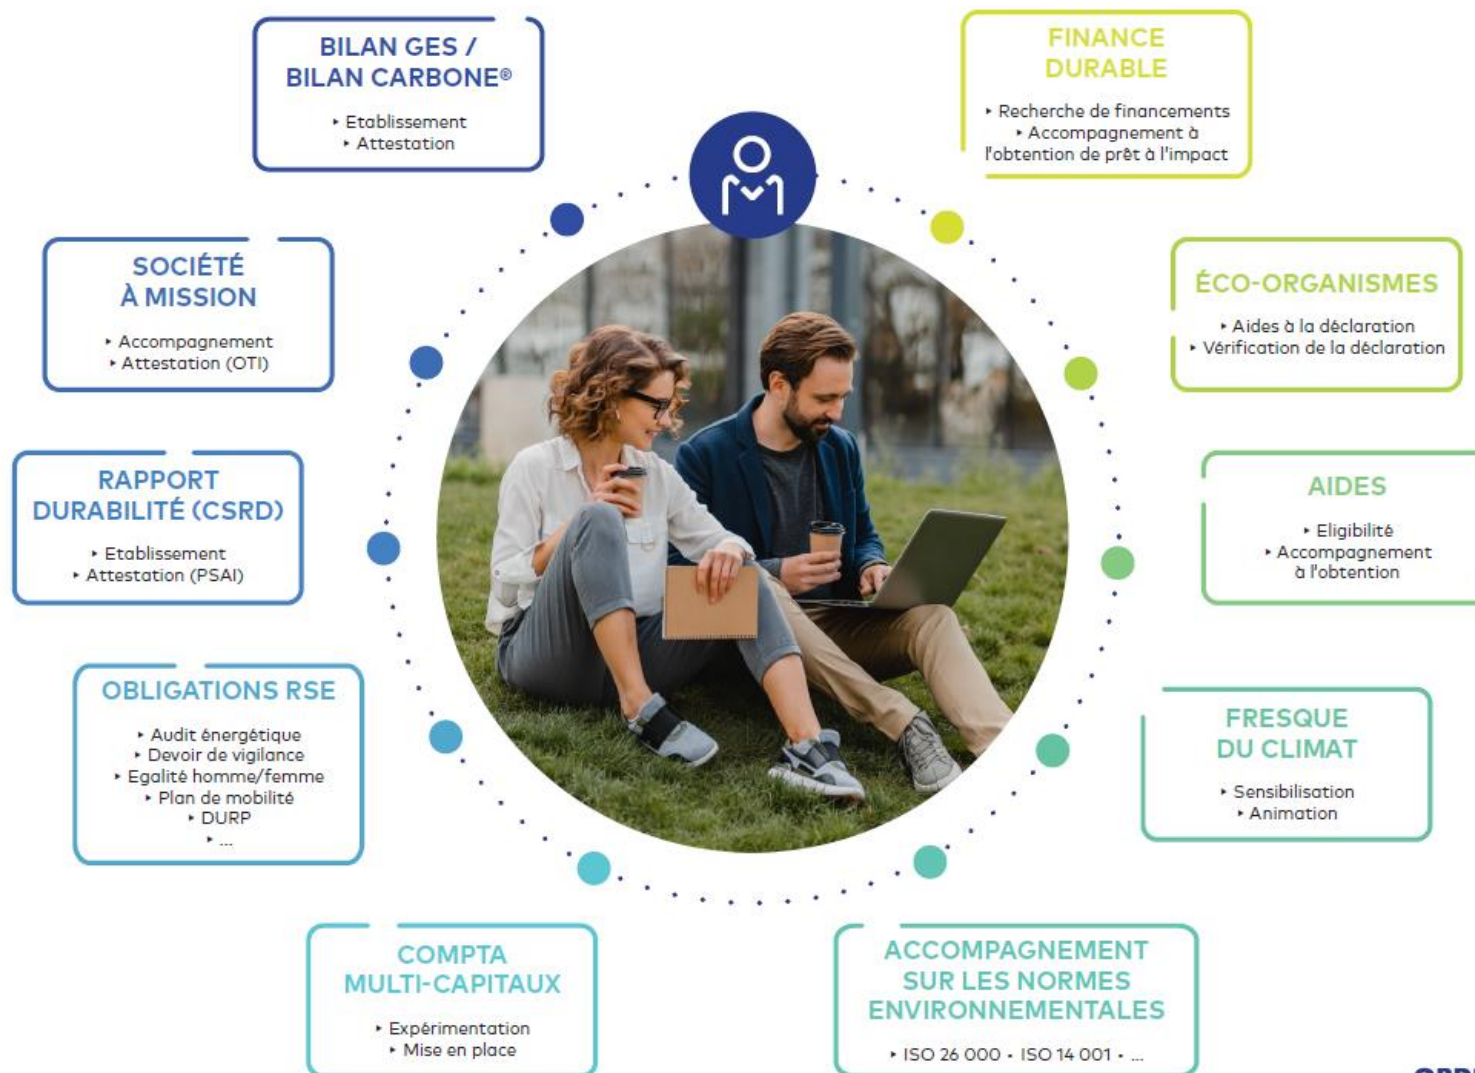 BILAN GES /
BILAN CARBONE®
‣ Etablissement
‣ Attestation
FINANCE
DURABLE
‣ Recherche de financements
‣ Accompagnement à
l'obtention de prêt à l'impact
SOCIÉTÉ
À MISSION
‣ Accompagnement
‣ Attestation (OTI)
ÉCO-ORGANISMES
‣ Aides à la déclaration
‣ Vérification de la déclaration
RAPPORT
DURABILITÉ (CSRD)
‣ Etablissement
‣ Attestation (PSAI)
AIDES
‣ Eligibilité
‣ Accompagnement
à l'obtention
OBLIGATIONS RSE
‣ Audit énergétique
‣ Devoir de vigilance
‣ Egalité homme/femme
‣ Plan de mobilité
‣ DURP
‣ ...
FRESQUE
DU CLIMAT
‣ Sensibilisation
‣ Animation
COMPTA
MULTI-CAPITAUX
‣ Expérimentation
‣ Mise en place
ACCOMPAGNEMENT
SUR LES NORMES
ENVIRONNEMENTALES
‣ ISO 26 000 • ISO 14 001 • ...